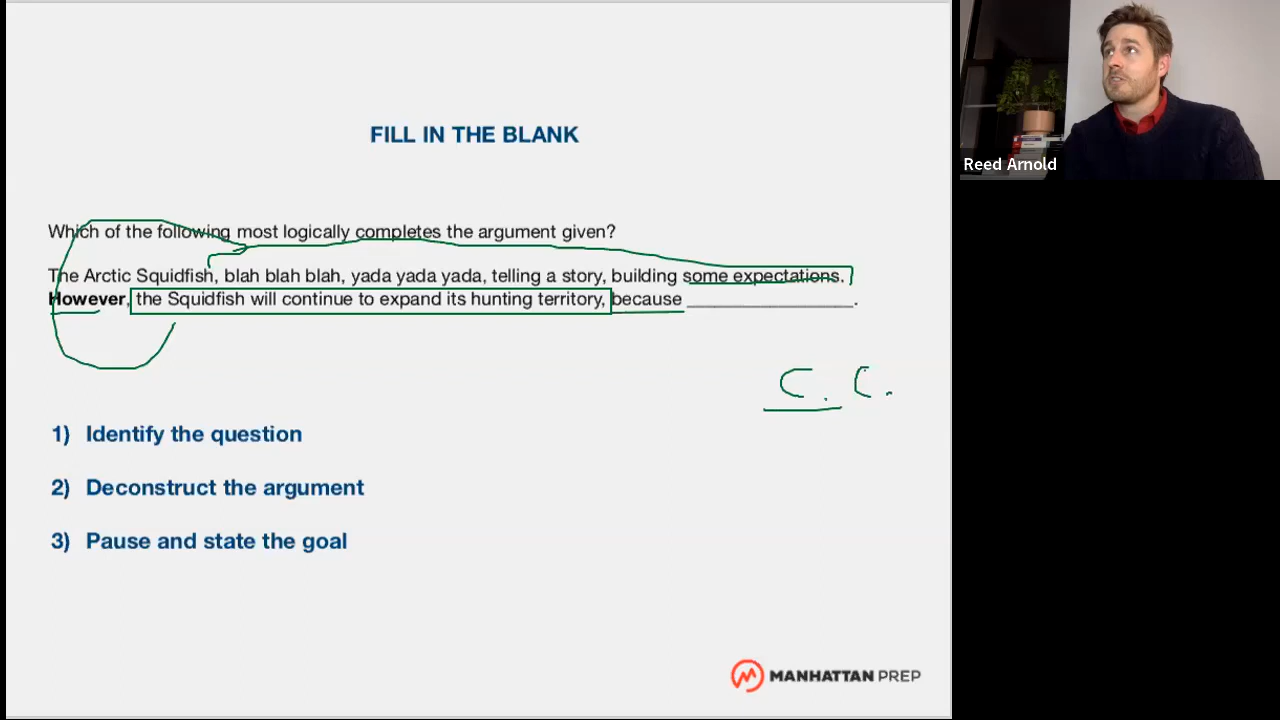 FILL IN THE BLANK
Which of the following most logically completes the argument given?
The Arctic Squidfish, blah blah blah, yada yada yada, telling a story, building some expectations.
However, the Squidfish will continue to expand its hunting territory, because ____________________.
C. C.
1) Identify the question
2) Deconstruct the argument
3) Pause and state the goal
MANHATTAN PREP
Reed Arnold